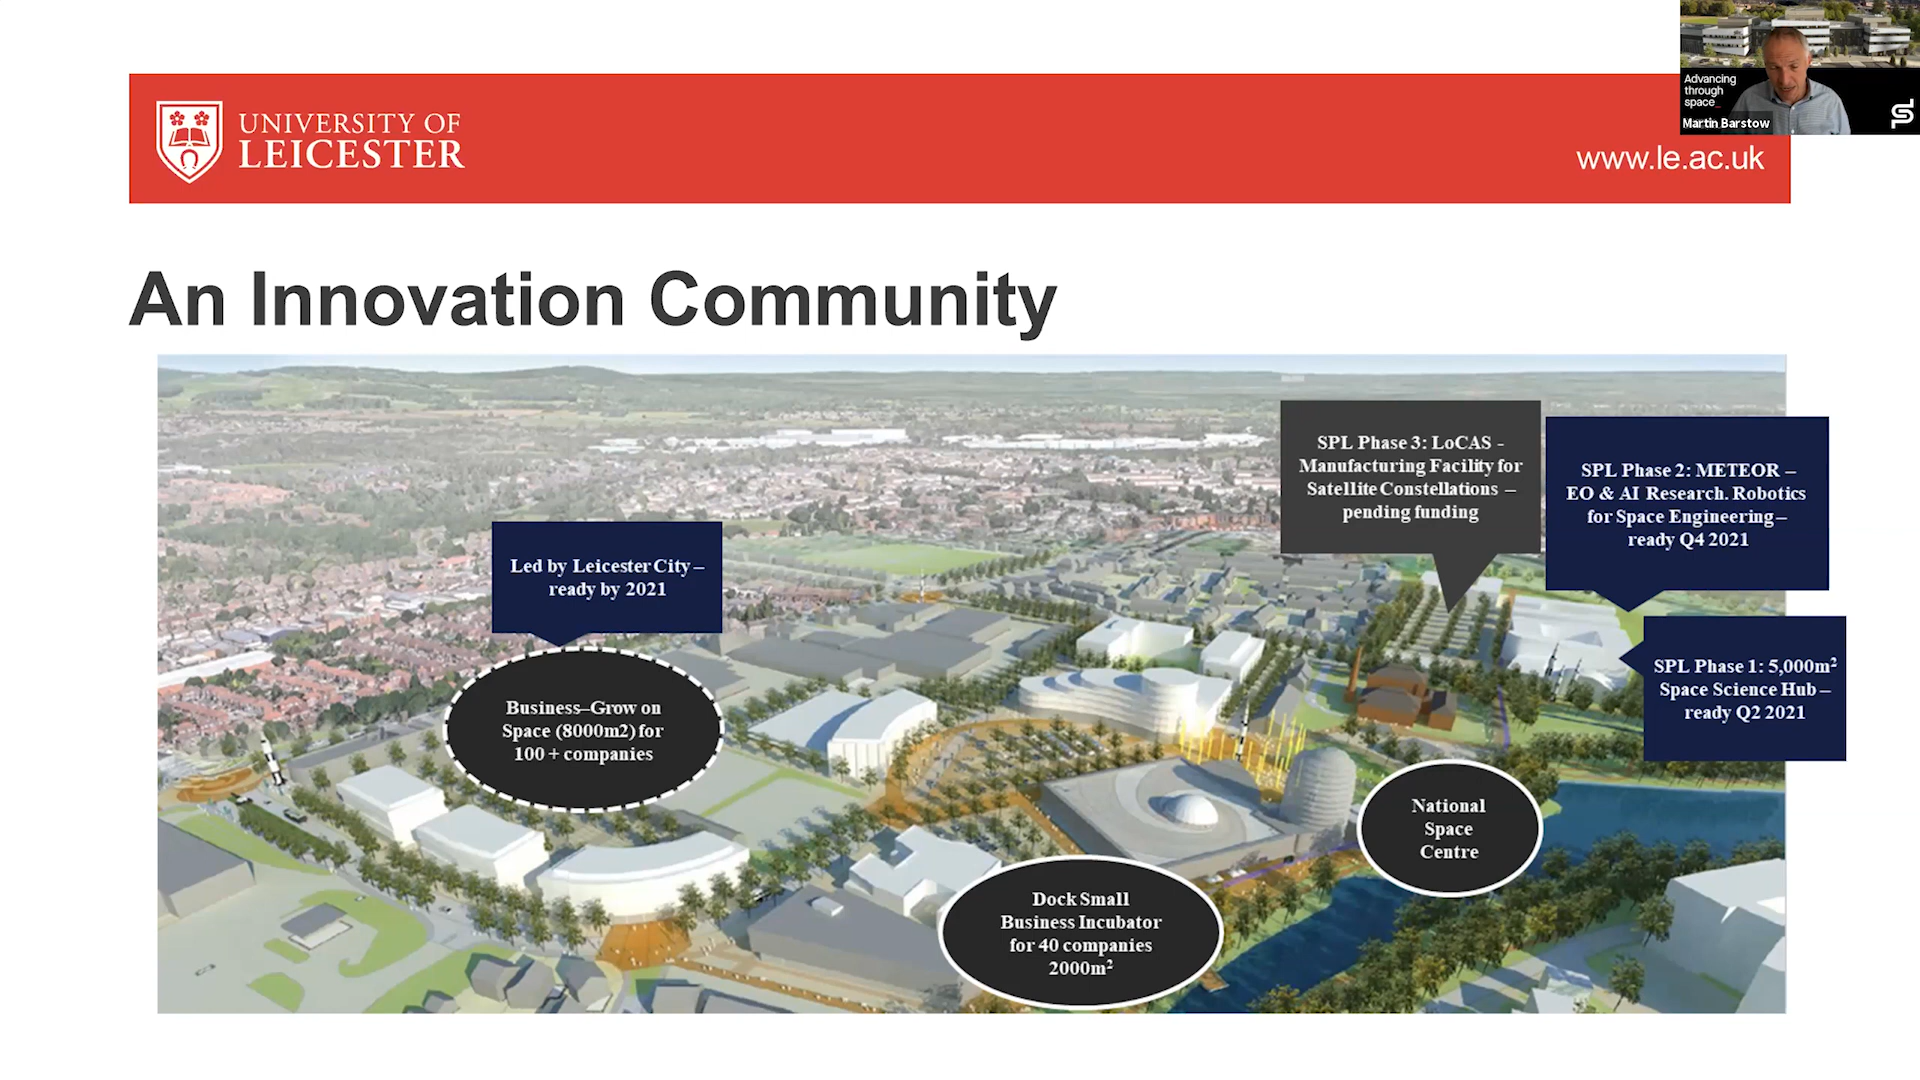 Advancing
through
space_
Martin Barstow
UNIVERSITY OF
LEICESTER
www.le.ac.uk
An Innovation Community
SPL Phase 3: LoCAS -
Manufacturing Facility for
Satellite Constellations –
pending funding
SPL Phase 2: METEOR –
EO & AI Research. Robotics
for Space Engineering –
ready Q4 2021
Led by Leicester City –
ready by 2021
SPL Phase 1: 5,000m²
Space Science Hub –
ready Q2 2021
Business–Grow on
Space (8000m2) for
100 + companies
National
Space
Centre
Dock Small
Business Incubator
for 40 companies
2000m²